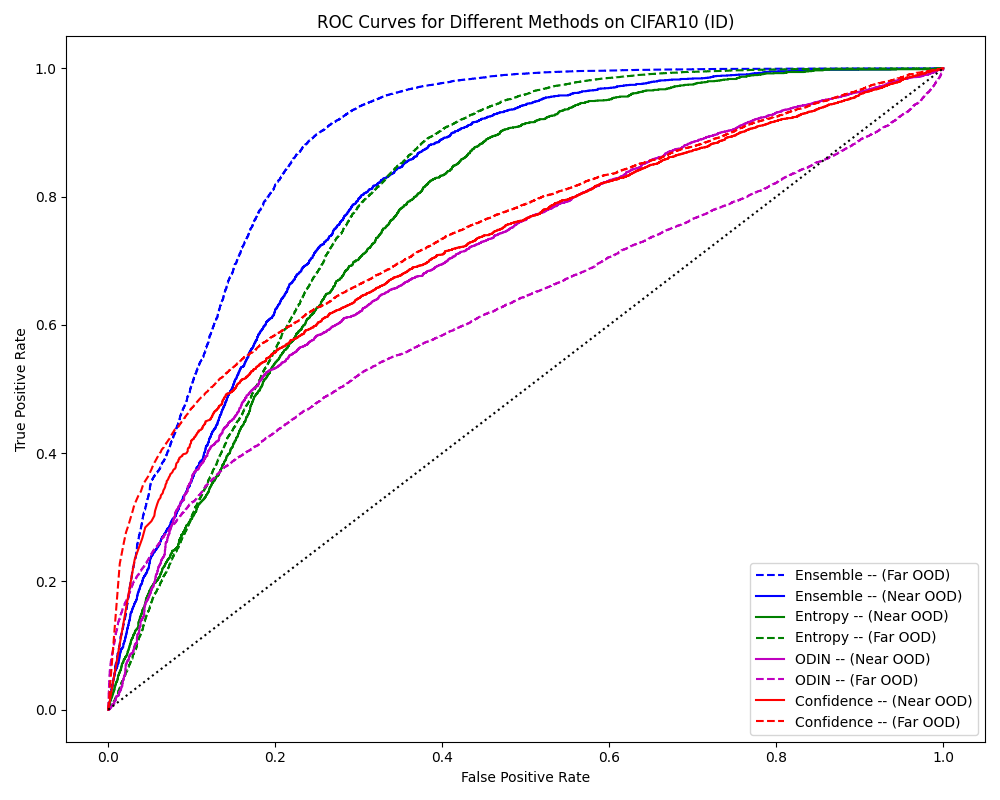 ROC Curves for Different Methods on CIFAR10 (ID)
1.0
0.8
0.6
0.4
0.2
0.0
True Positive Rate
Ensemble -- (Far OOD)
Ensemble -- (Near OOD)
Entropy -- (Near OOD)
Entropy -- (Far OOD)
ODIN -- (Near OOD)
ODIN -- (Far OOD)
Confidence -- (Near OOD)
Confidence -- (Far OOD)
0.0 0.2 0.4 0.6 0.8 1.0
False Positive Rate